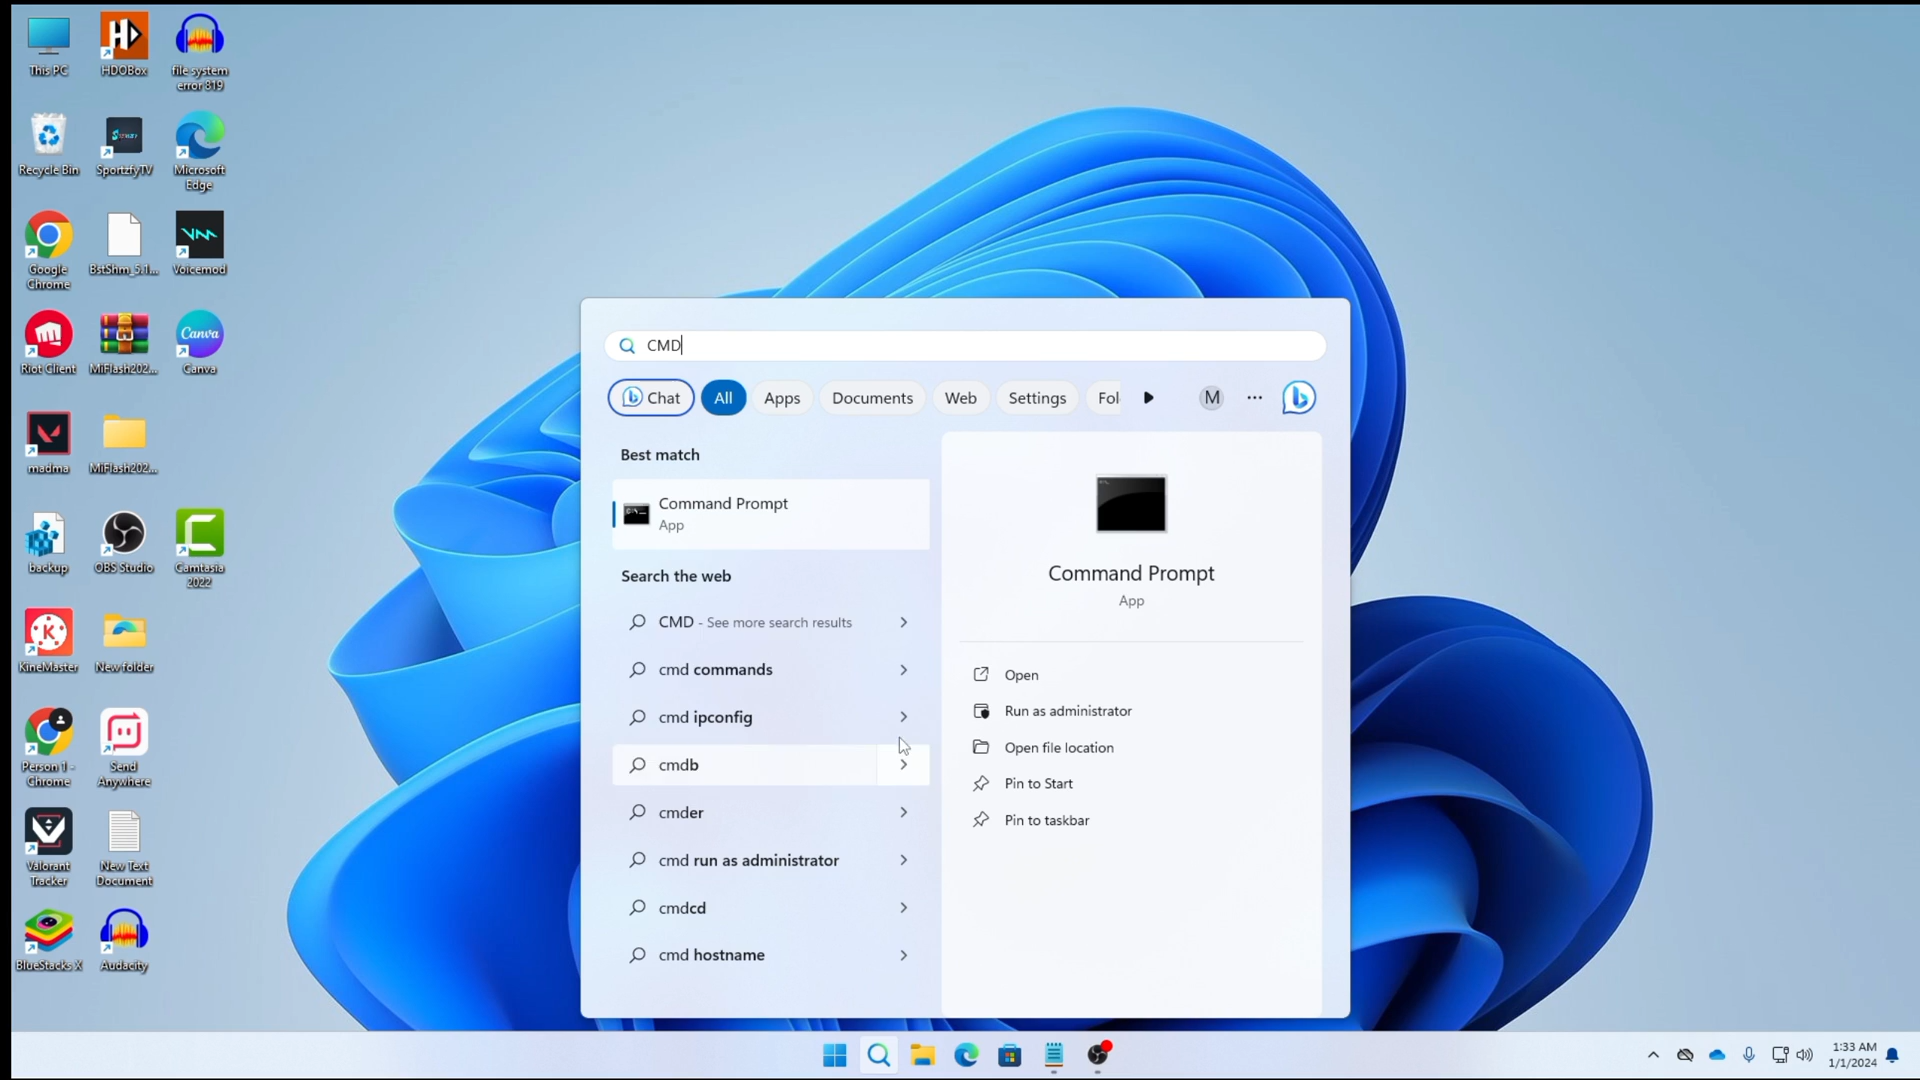 This PC
HDOBox
file system
error 819
Recycle Bin
SportzfyTV
Microsoft
Edge
Google
Chrome
BstShm_5.1...
Voicemod
Riot Client
MiFlash202...
Canva
Canva
madma
MiFlash202...
backup
OBS Studio
Camtasia
2022
KineMaster
New folder
Person 1 -
Chrome
Send
Anywhere
Valorant
Tracker
New Text
Document
BlueStacks X
Audacity
CMD
Chat
All
Apps
Documents
Web
Settings
Fol
M
Best match
Command Prompt
App
Search the web
CMD - See more search results
cmd commands
cmd ipconfig
cmdb
cmder
cmd run as administrator
cmdcd
cmd hostname
Command Prompt
App
Open
Run as administrator
Open file location
Pin to Start
Pin to taskbar
1:33 AM
1/1/2024